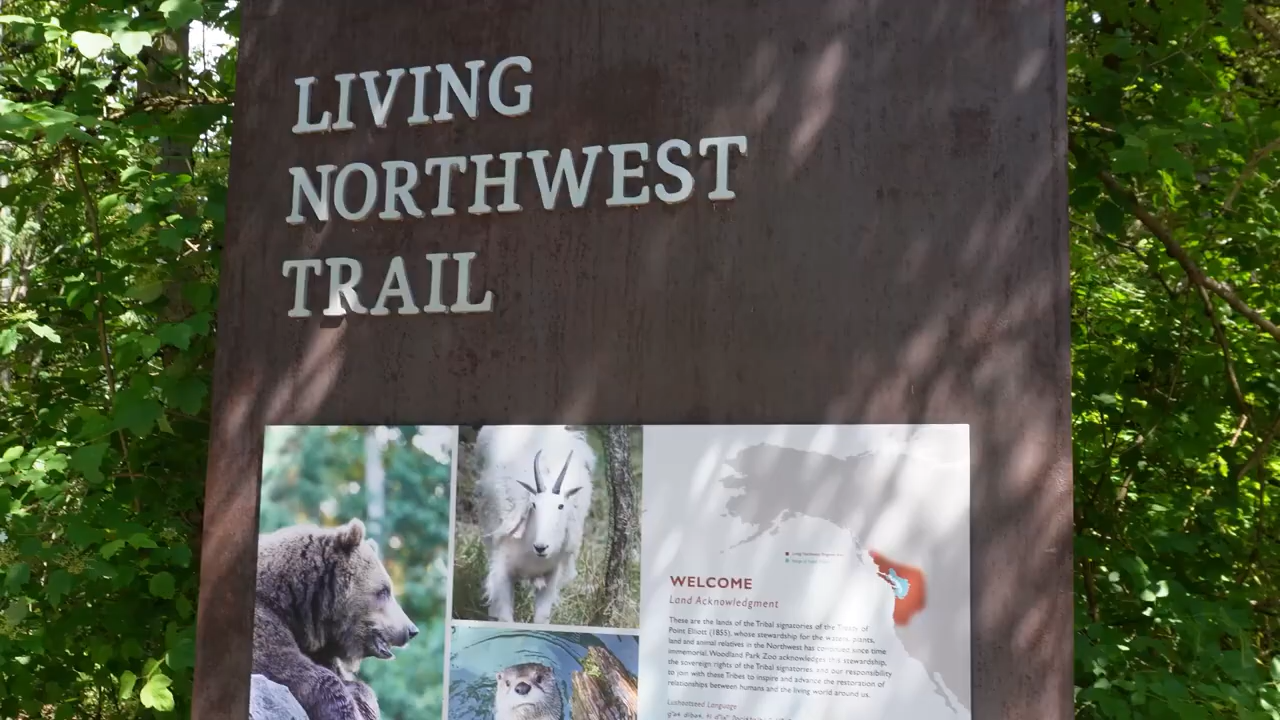 LIVING
NORTHWEST
TRAIL
WELCOME
Land Acknowledgment
These are the lands of the Tribal signatories of the Treaty of
Point Elliott (1855), whose stewardship for the waters, plants,
land and animal relatives in the Northwest has continued since time
immemorial. Woodland Park Zoo acknowledges this stewardship,
the sovereign rights of the Tribal signatories and our responsibility
to join with these Tribes to inspire and advance the restoration of
relationships between humans and the living world around us.
Lushootseed Language